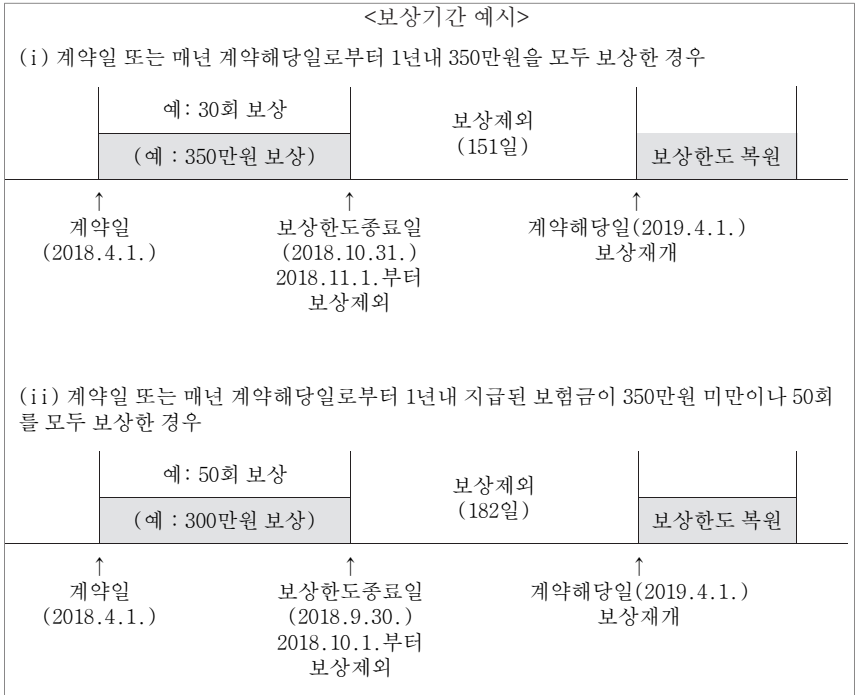 <보상기간 예시>
(i) 계약일 또는 매년 계약해당일로부터 1년내 350만원을 모두 보상한 경우
예: 30회 보상
(예 : 350만원 보상)
보상제외
(151일)
보상한도 복원
↑
계약일
(2018.4.1.)
↑
보상한도종료일
(2018.10.31.)
2018.11.1.부터
보상제외
↑
계약해당일(2019.4.1.)
보상재개
(ii) 계약일 또는 매년 계약해당일로부터 1년내 지급된 보험금이 350만원 미만이나 50회
를 모두 보상한 경우
예: 50회 보상
(예 : 300만원 보상)
보상제외
(182일)
보상한도 복원
↑
계약일
(2018.4.1.)
↑
보상한도종료일
(2018.9.30.)
2018.10.1.부터
보상제외
↑
계약해당일(2019.4.1.)
보상재개